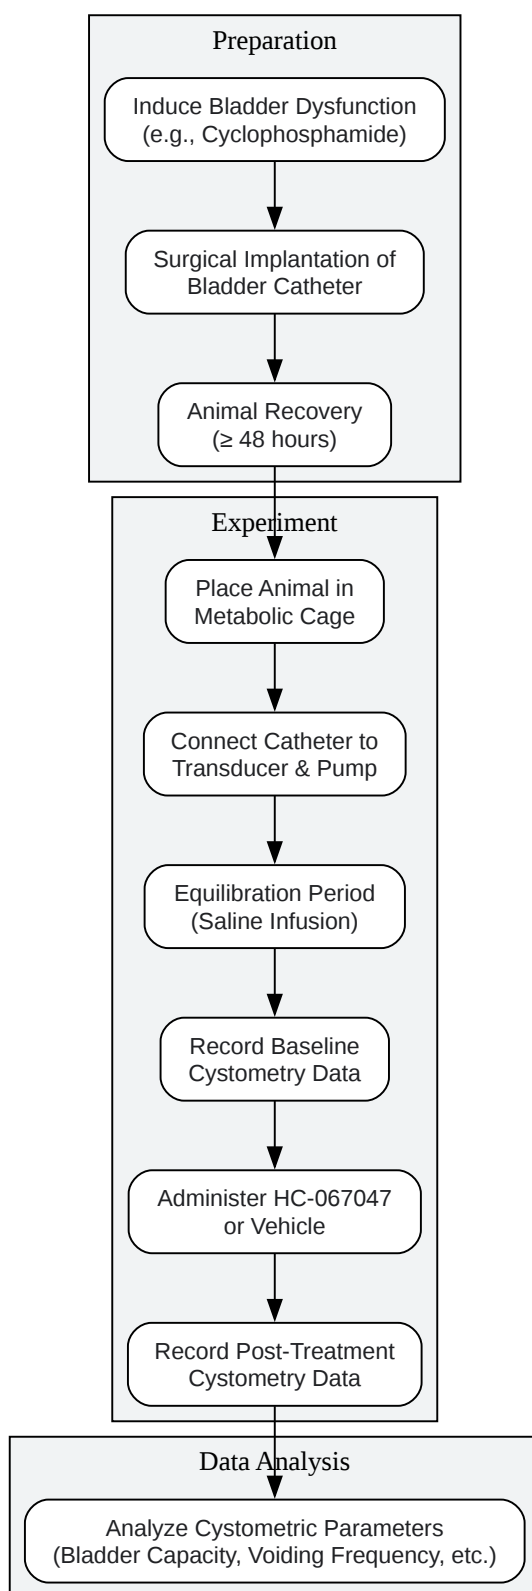 Preparation
Induce Bladder Dysfunction
(e.g., Cyclophosphamide)
Surgical Implantation of
Bladder Catheter
Animal Recovery
(≥ 48 hours)
Experiment
Place Animal in
Metabolic Cage
Connect Catheter to
Transducer & Pump
Equilibration Period
(Saline Infusion)
Record Baseline
Cystometry Data
Administer HC-067047
or Vehicle
Record Post-Treatment
Cystometry Data
Data Analysis
Analyze Cystometric Parameters
(Bladder Capacity, Voiding Frequency, etc.)